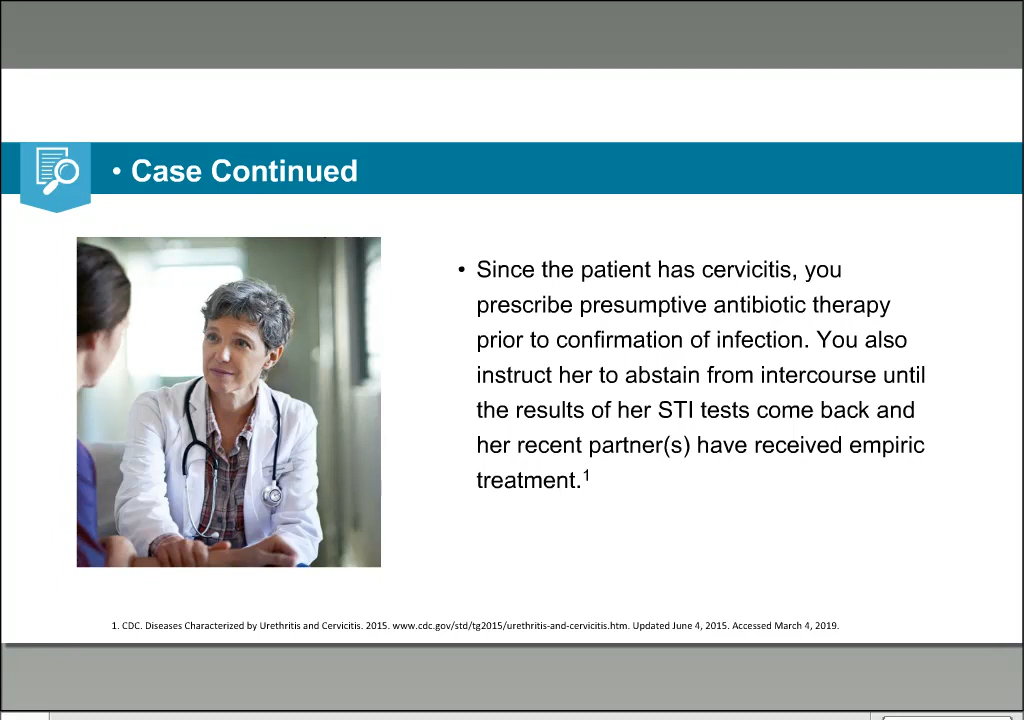 • Case Continued
• Since the patient has cervicitis, you
prescribe presumptive antibiotic therapy
prior to confirmation of infection. You also
instruct her to abstain from intercourse until
the results of her STI tests come back and
her recent partner(s) have received empiric
treatment.1
1. CDC. Diseases Characterized by Urethritis and Cervicitis. 2015. www.cdc.gov/std/tg2015/urethritis-and-cervicitis.htm. Updated June 4, 2015. Accessed March 4, 2019.